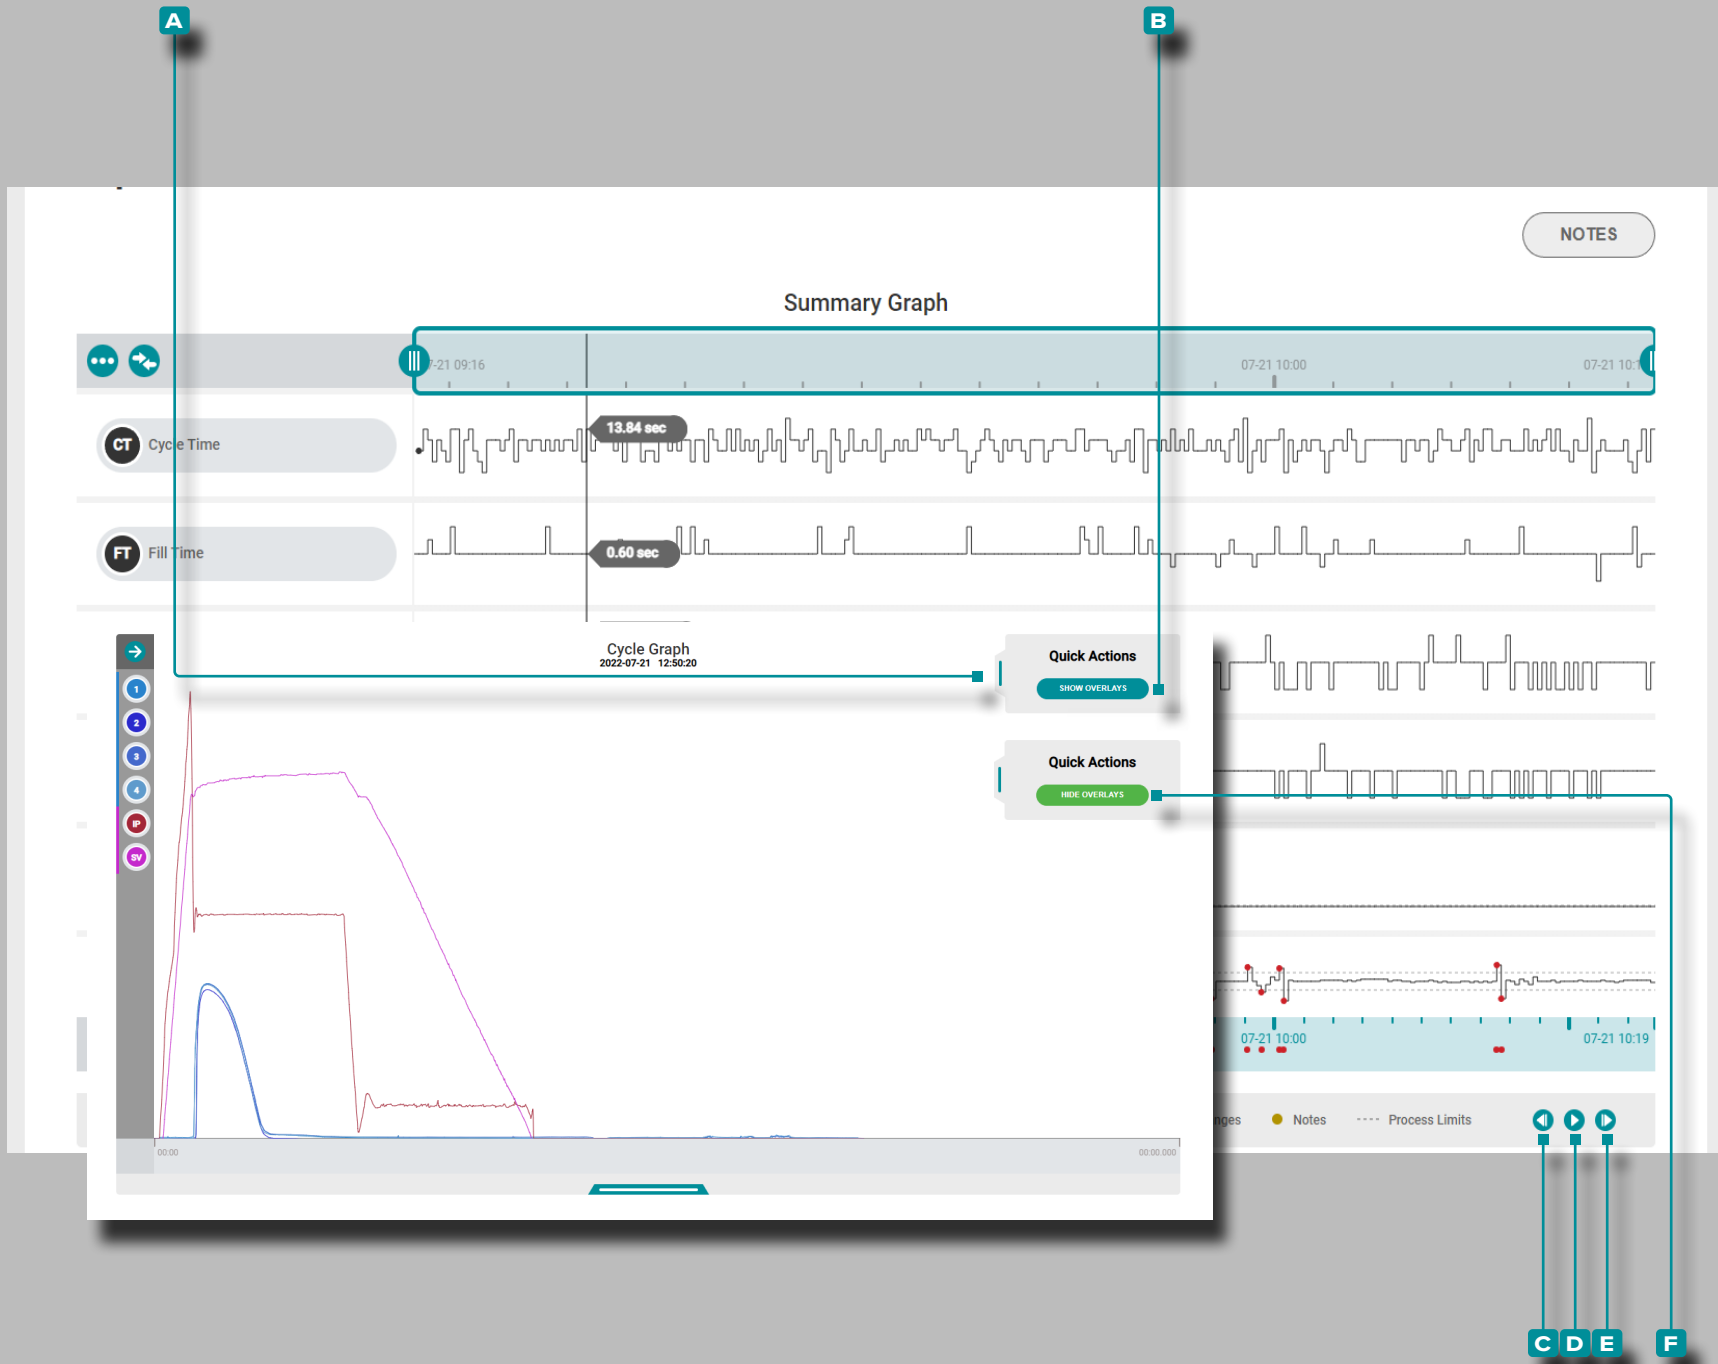 A
B
NOTES
Summary Graph
7-21 09:16
07-21 10:00
07-21 10:1
CT Cycle Time
13.84 sec
FT Fill Time
0.60 sec
Cycle Graph
2022-07-21 12:50:20
Quick Actions
SHOW OVERLAYS
1
2
3
4
IP
SV
Quick Actions
HIDE OVERLAYS
07-21 10:00
07-21 10:19
nges
Notes
Process Limits
00:00
00:00.000
C
D
E
F